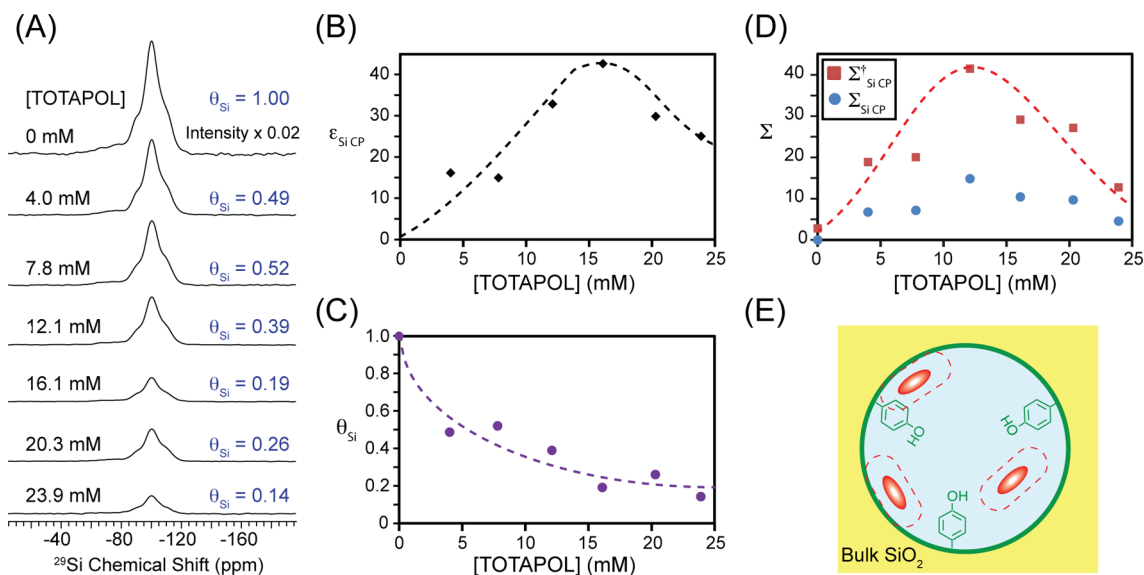 (A)
[TOTAPOL]
θSi = 1.00
0 mM
Intensity x 0.02
4.0 mM
θSi = 0.49
7.8 mM
θSi = 0.52
12.1 mM
θSi = 0.39
16.1 mM
θSi = 0.19
20.3 mM
θSi = 0.26
23.9 mM
θSi = 0.14
-40 -80 -120 -160
29Si Chemical Shift (ppm)
(B)
40
30
20
10
0
εSi CP
0 5 10 15 20 25
[TOTAPOL] (mM)
(C)
1.0
0.8
0.6
0.4
0.2
0
θSi
0 5 10 15 20 25
[TOTAPOL] (mM)
(D)
Σ†Si CP
ΣSi CP
40
30
20
10
0
Σ
0 5 10 15 20 25
[TOTAPOL] (mM)
(E)
HO
HO
OH
Bulk SiO2